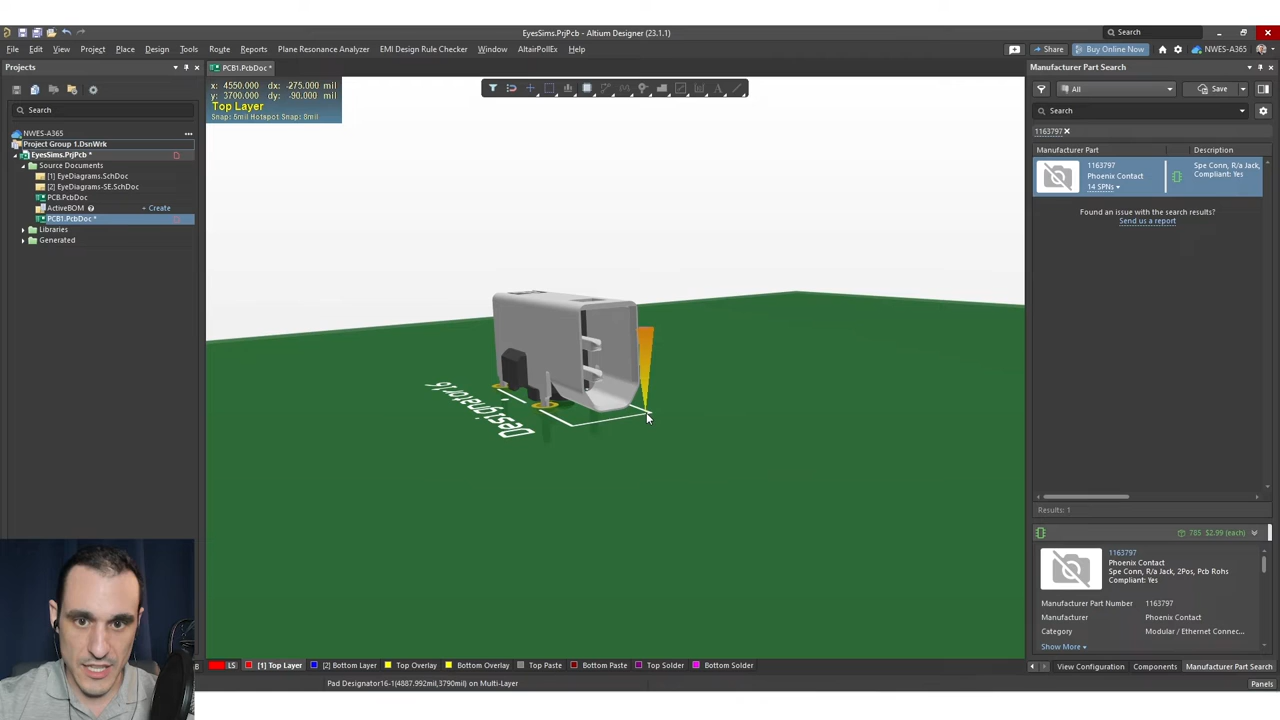 EyesSims.PrjPcb - Altium Designer (23.1.1)
Search
File Edit View Project Place Design Tools Route Reports Plane Resonance Analyzer EMI Design Rule Checker Window AltairPollEx Help
Share Buy Online Now NWES-A365
Projects
PCB1.PcbDoc *
Manufacturer Part Search
x: 4550.000 dx: -275.000 mil
y: 3700.000 dy: -90.000 mil
Top Layer
Snap: 5mil Hotspot Snap: 8mil
All
Save
Search
Search
1163797
NWES-A365
Project Group 1.DsnWrk
EyesSims.PrjPcb *
Source Documents
[1] EyeDiagrams.SchDoc
[2] EyeDiagrams-SE.SchDoc
PCB.PcbDoc
ActiveBOM + Create
PCB1.PcbDoc *
Libraries
Generated
Manufacturer Part Description
1163797
Phoenix Contact
14 SPNs
Spe Conn, R/a Jack,
Compliant: Yes
Found an issue with the search results?
Send us a report
Designator16
Results: 1
785 $2.99 (each)
1163797
Phoenix Contact
Spe Conn, R/a Jack, 2Pos, Pcb Rohs
Compliant: Yes
Manufacturer Part Number 1163797
Manufacturer Phoenix Contact
Category Modular / Ethernet Connec...
Show More
LS [1] Top Layer [2] Bottom Layer Top Overlay Bottom Overlay Top Paste Bottom Paste Top Solder Bottom Solder
View Configuration Components Manufacturer Part Search
Pad Designator16-1(4887.992mil,3790mil) on Multi-Layer
Panels